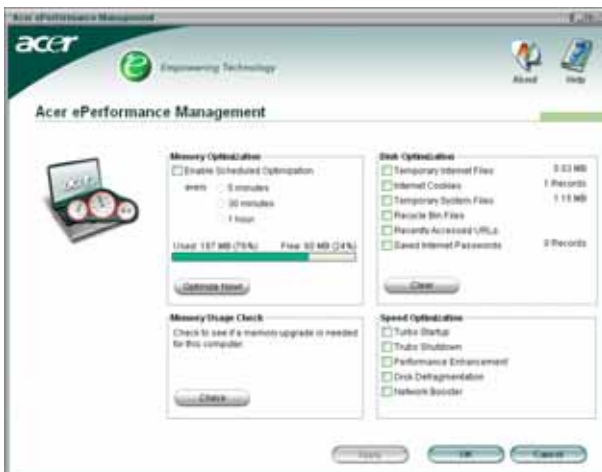 Acer ePerformance Management
acer
Empowering Technology
About
Help
Acer ePerformance Management
Memory Optimization
Enable Scheduled Optimization
every
5 minutes
30 minutes
1 hour
Free: 60 MB (24%)
Optimize Now!
Memory Usage Check
Check to see if a memory upgrade is needed
for this computer.
Check
Disk Optimization
Temporary Internet Files
Internet Cookies
1 Records
Temporary System Files
1.15 MB
Recycle Bin Files
Recently Accessed URLs
Saved Internet Passwords
0 Records
Clear
Speed Optimization
Turbo Startup
Trubo Shutdown
Performance Enhancement
Disk Defragmentation
Network Booster
Apply
OK
Cancel